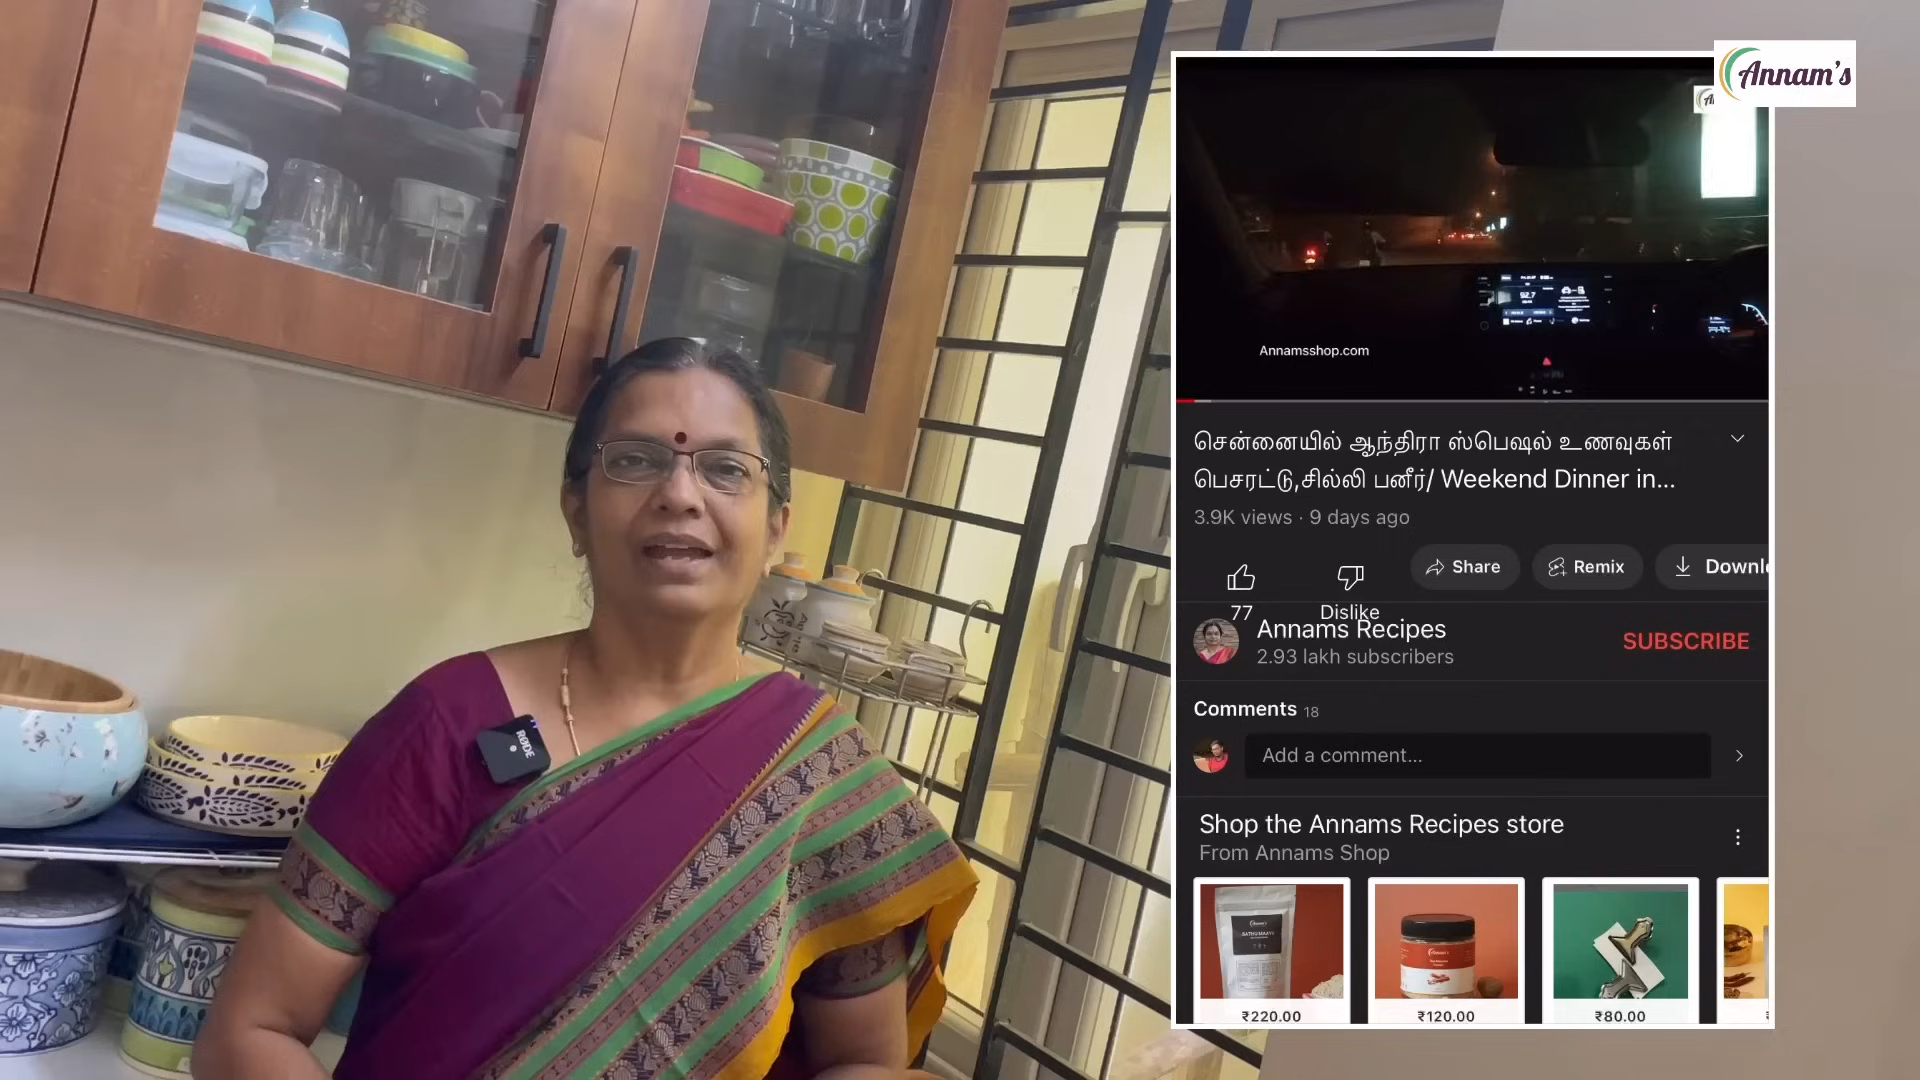 Annam's
Annamsshop.com
சென்னையில் ஆந்திரா ஸ்பெஷல் உணவுகள்
பெசரட்டு,சில்லி பனீர்/ Weekend Dinner in...
3.9K views · 9 days ago
Share
Remix
Downl
77
Dislike
Annams Recipes
2.93 lakh subscribers
SUBSCRIBE
Comments 18
Add a comment...
Shop the Annams Recipes store
From Annams Shop
₹220.00
₹120.00
₹80.00
RØDE